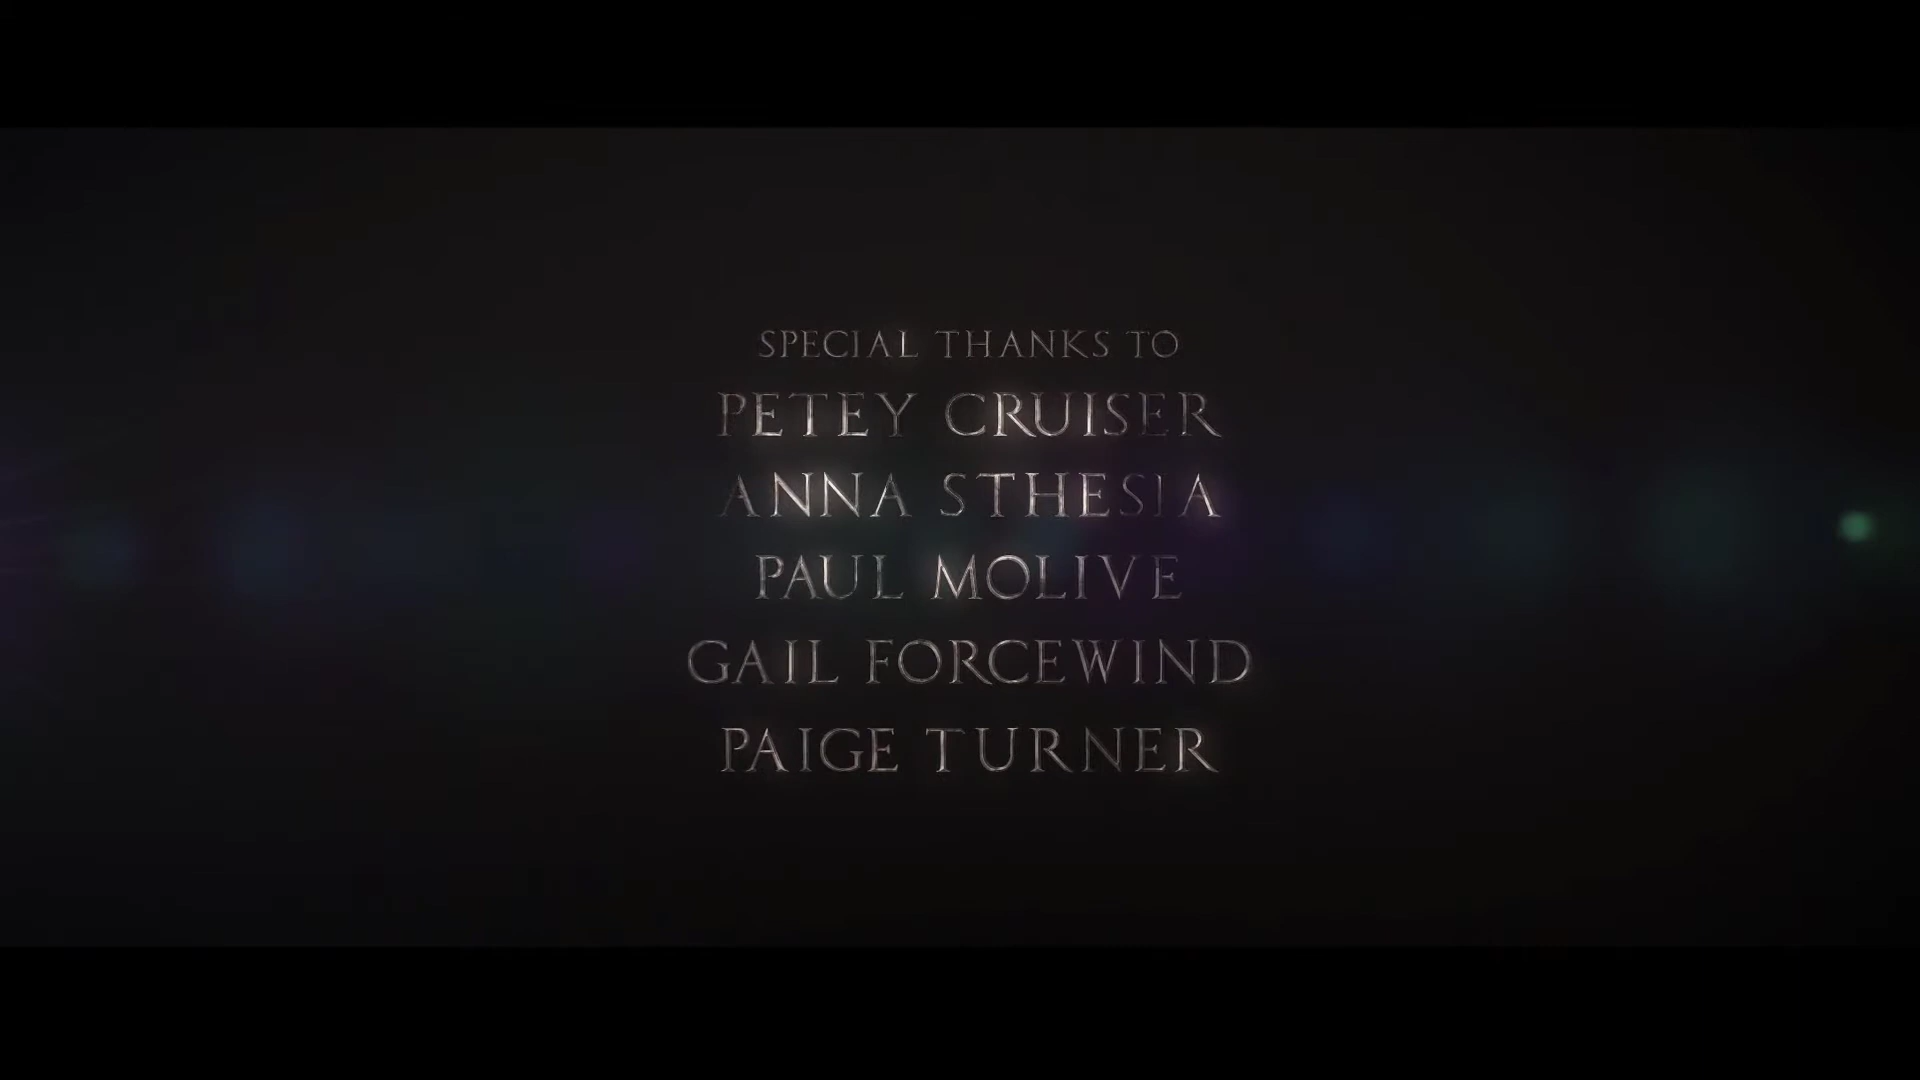 SPECIAL THANKS TO
PETEY CRUISER
ANNA STHESIA
PAUL MOLIVE
GAIL FORCEWIND
PAIGE TURNER